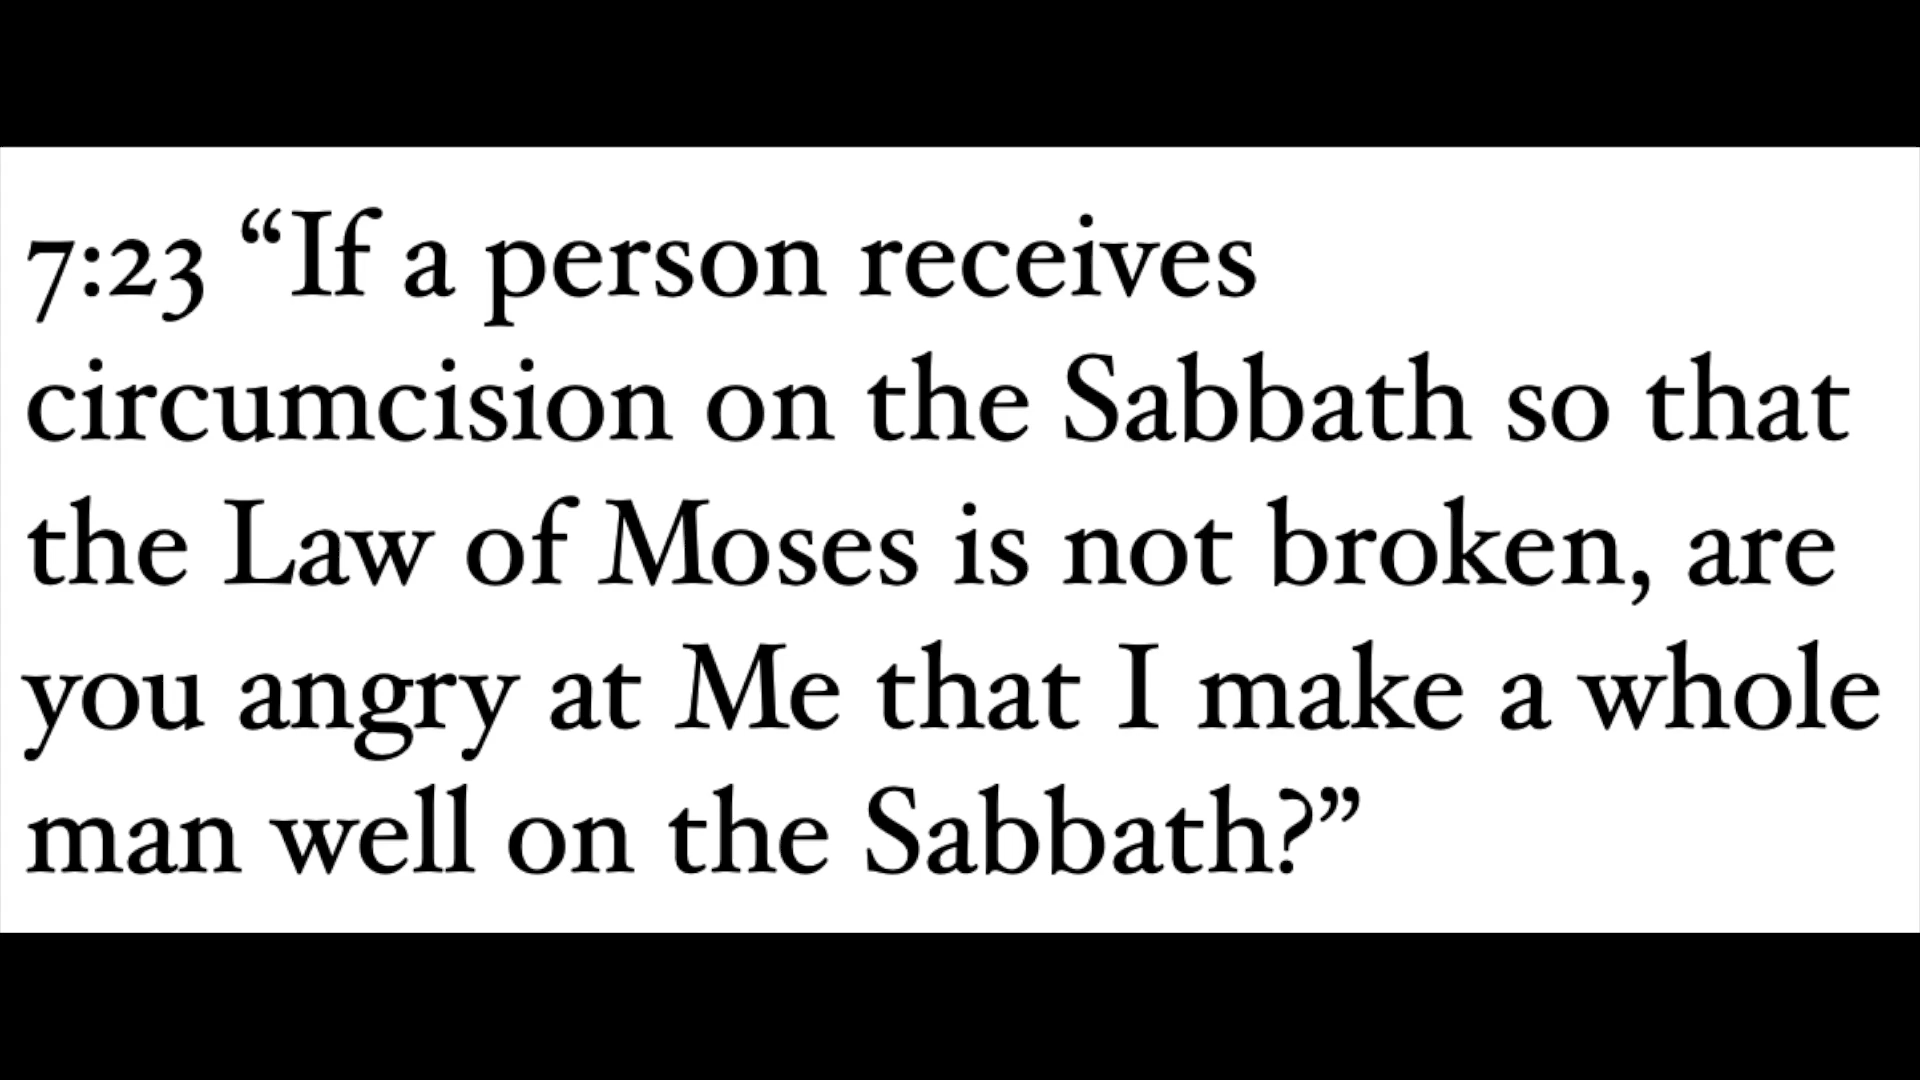 7:23 “If a person receives
circumcision on the Sabbath so that
the Law of Moses is not broken, are
you angry at Me that I make a whole
man well on the Sabbath?”